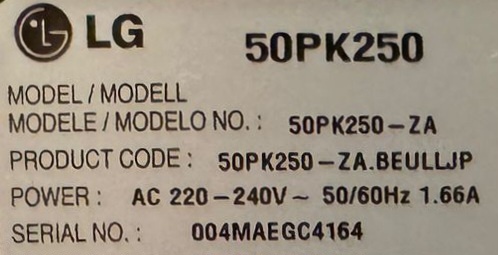 LG 50PK250
MODEL / MODELL
MODELE / MODELO NO. : 50PK250-ZA
PRODUCT CODE : 50PK250-ZA.BEULLJP
POWER : AC 220-240V~ 50/60Hz 1.66A
SERIAL NO. : 004MAEGC4164